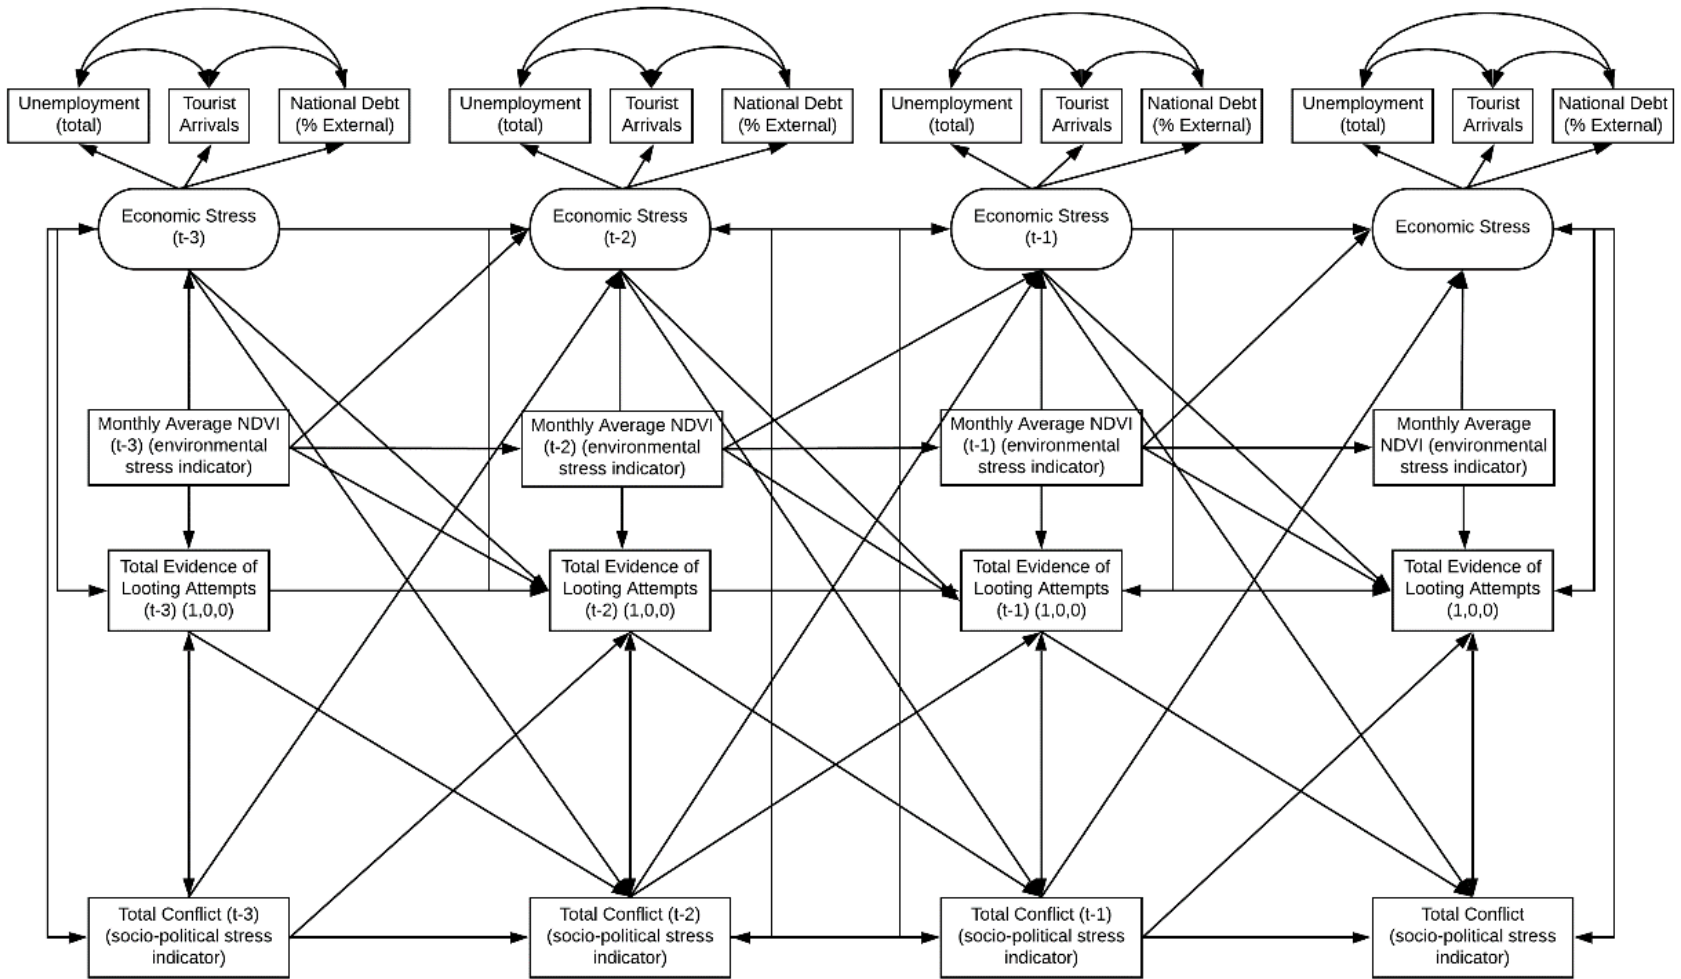 Unemployment
(total)
Tourist
Arrivals
National Debt
(% External)
Unemployment
(total)
Tourist
Arrivals
National Debt
(% External)
Unemployment
(total)
Tourist
Arrivals
National Debt
(% External)
Unemployment
(total)
Tourist
Arrivals
National Debt
(% External)
Economic Stress
(t-3)
Economic Stress
(t-2)
Economic Stress
(t-1)
Economic Stress
Monthly Average NDVI
(t-3) (environmental
stress indicator)
Monthly Average NDVI
(t-2) (environmental
stress indicator)
Monthly Average NDVI
(t-1) (environmental
stress indicator)
Monthly Average
NDVI (environmental
stress indicator)
Total Evidence of
Looting Attempts
(t-3) (1,0,0)
Total Evidence of
Looting Attempts
(t-2) (1,0,0)
Total Evidence of
Looting Attempts
(t-1) (1,0,0)
Total Evidence of
Looting Attempts
(1,0,0)
Total Conflict (t-3)
(socio-political stress
indicator)
Total Conflict (t-2)
(socio-political stress
indicator)
Total Conflict (t-1)
(socio-political stress
indicator)
Total Conflict
(socio-political stress
indicator)